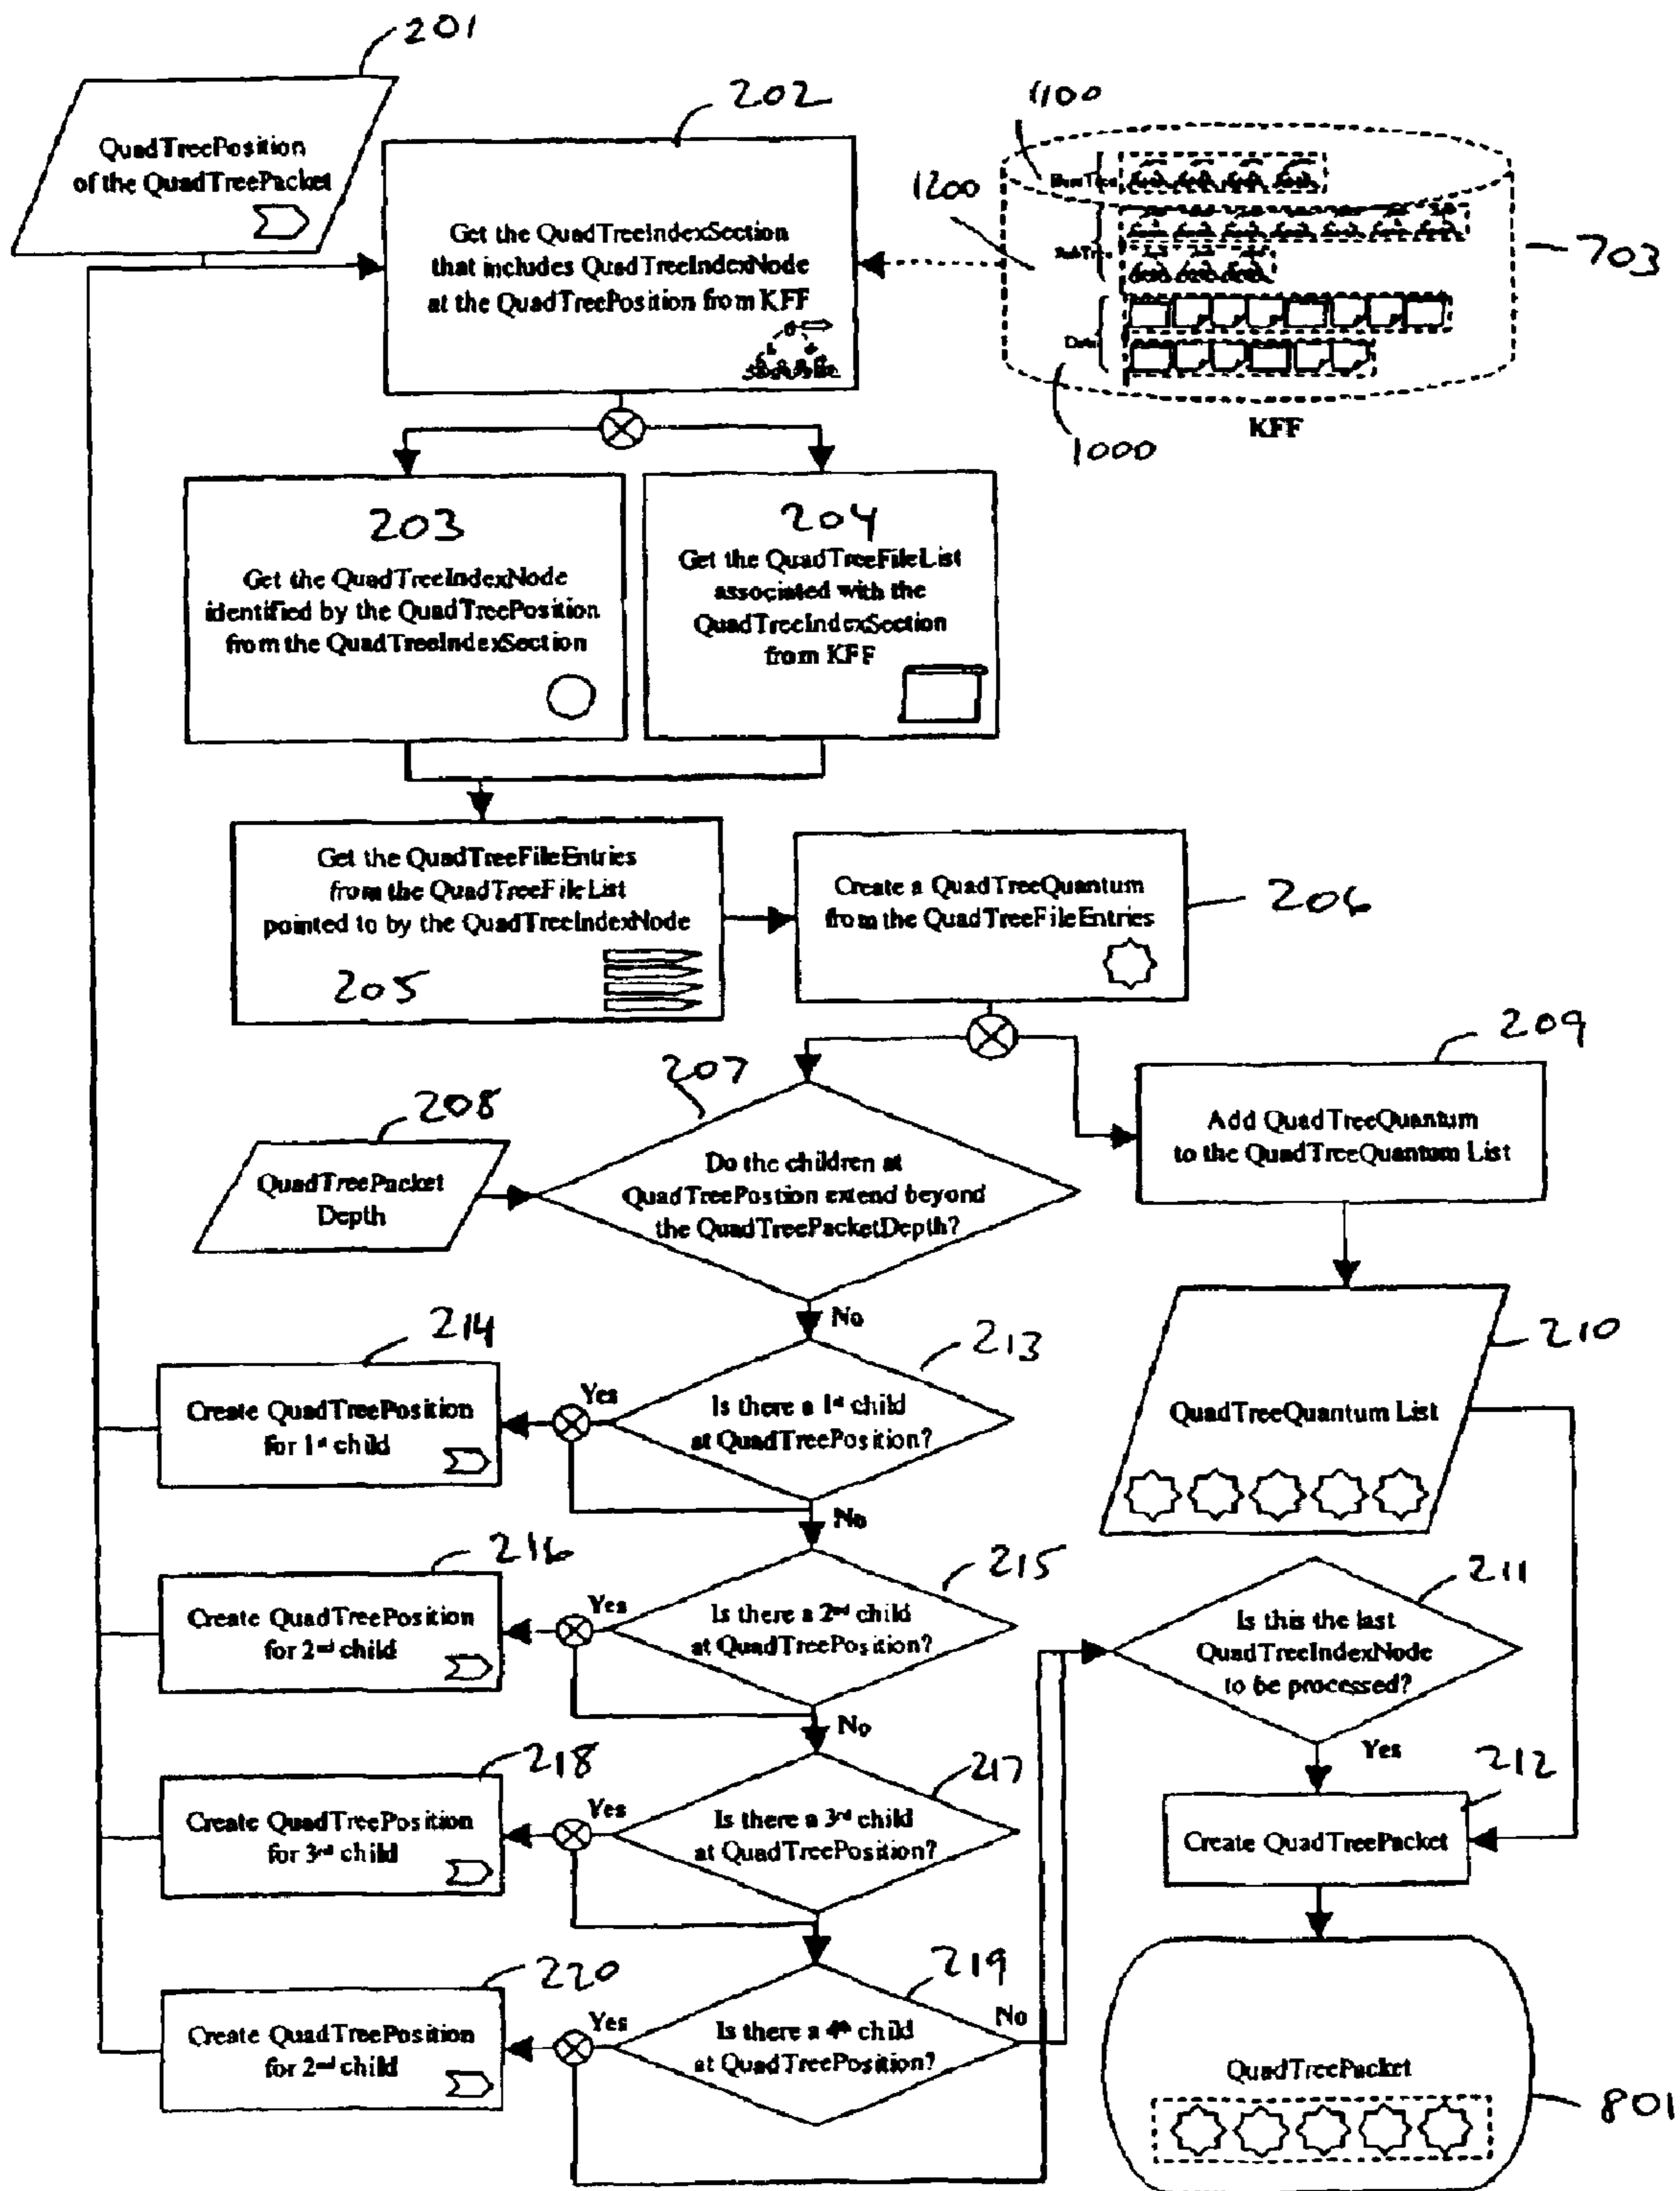 201
QuadTreePosition
of the QuadTreePacket
202
Get the QuadTreeIndexSection
that includes QuadTreeIndexNode
at the QuadTreePosition from KFF
1100
1200
SubTree
Data
703
1000
KFF
203
Get the QuadTreeIndexNode
identified by the QuadTreePosition
from the QuadTreeIndexSection
204
Get the QuadTreeFileList
associated with the
QuadTreeIndexSection
from KFF
Get the QuadTreeFileEntries
from the QuadTreeFileList
pointed to by the QuadTreeIndexNode
205
Create a QuadTreeQuantum
from the QuadTreeFileEntries
206
207
208
QuadTreePacket
Depth
Do the children at
QuadTreePostion extend beyond
the QuadTreePacketDepth?
No
209
Add QuadTreeQuantum
to the QuadTreeQuantum List
210
QuadTreeQuantum List
213
Is there a 1st child
at QuadTreePosition?
Yes
No
214
Create QuadTreePosition
for 1st child
215
Is there a 2nd child
at QuadTreePosition?
Yes
No
216
Create QuadTreePosition
for 2nd child
211
Is this the last
QuadTreeIndexNode
to be processed?
Yes
217
Is there a 3rd child
at QuadTreePosition?
Yes
218
Create QuadTreePosition
for 3rd child
212
Create QuadTreePacket
219
Is there a 4th child
at QuadTreePosition?
Yes
No
220
Create QuadTreePosition
for 2nd child
QuadTreePacket
801